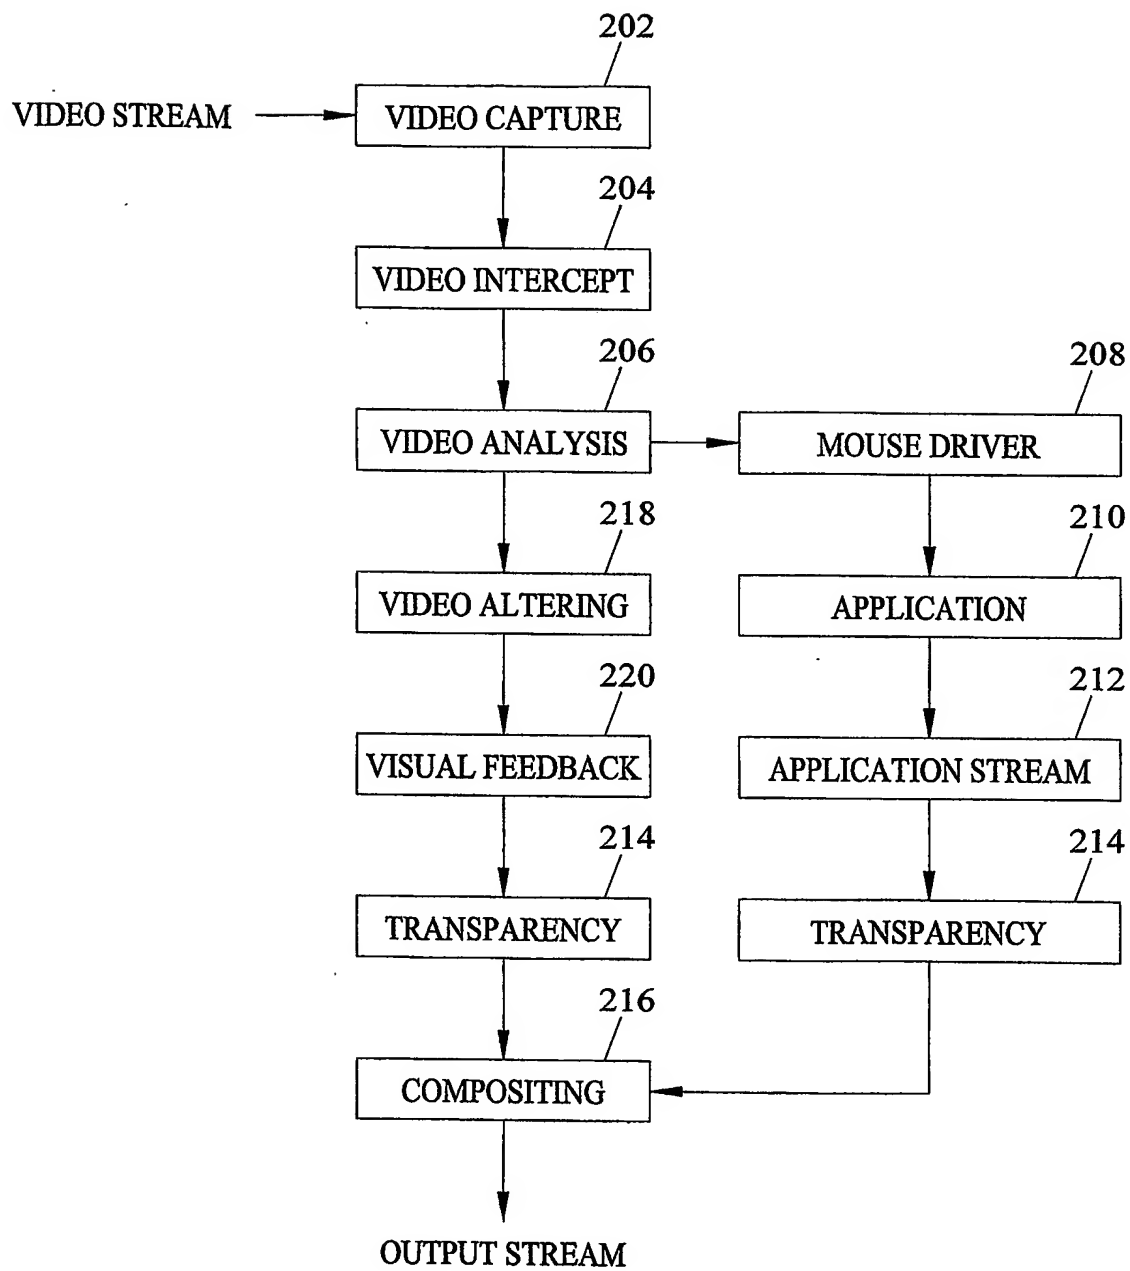 202
VIDEO STREAM
VIDEO CAPTURE
204
VIDEO INTERCEPT
206
208
VIDEO ANALYSIS
MOUSE DRIVER
218
210
VIDEO ALTERING
APPLICATION
220
212
VISUAL FEEDBACK
APPLICATION STREAM
214
214
TRANSPARENCY
TRANSPARENCY
216
COMPOSITING
OUTPUT STREAM